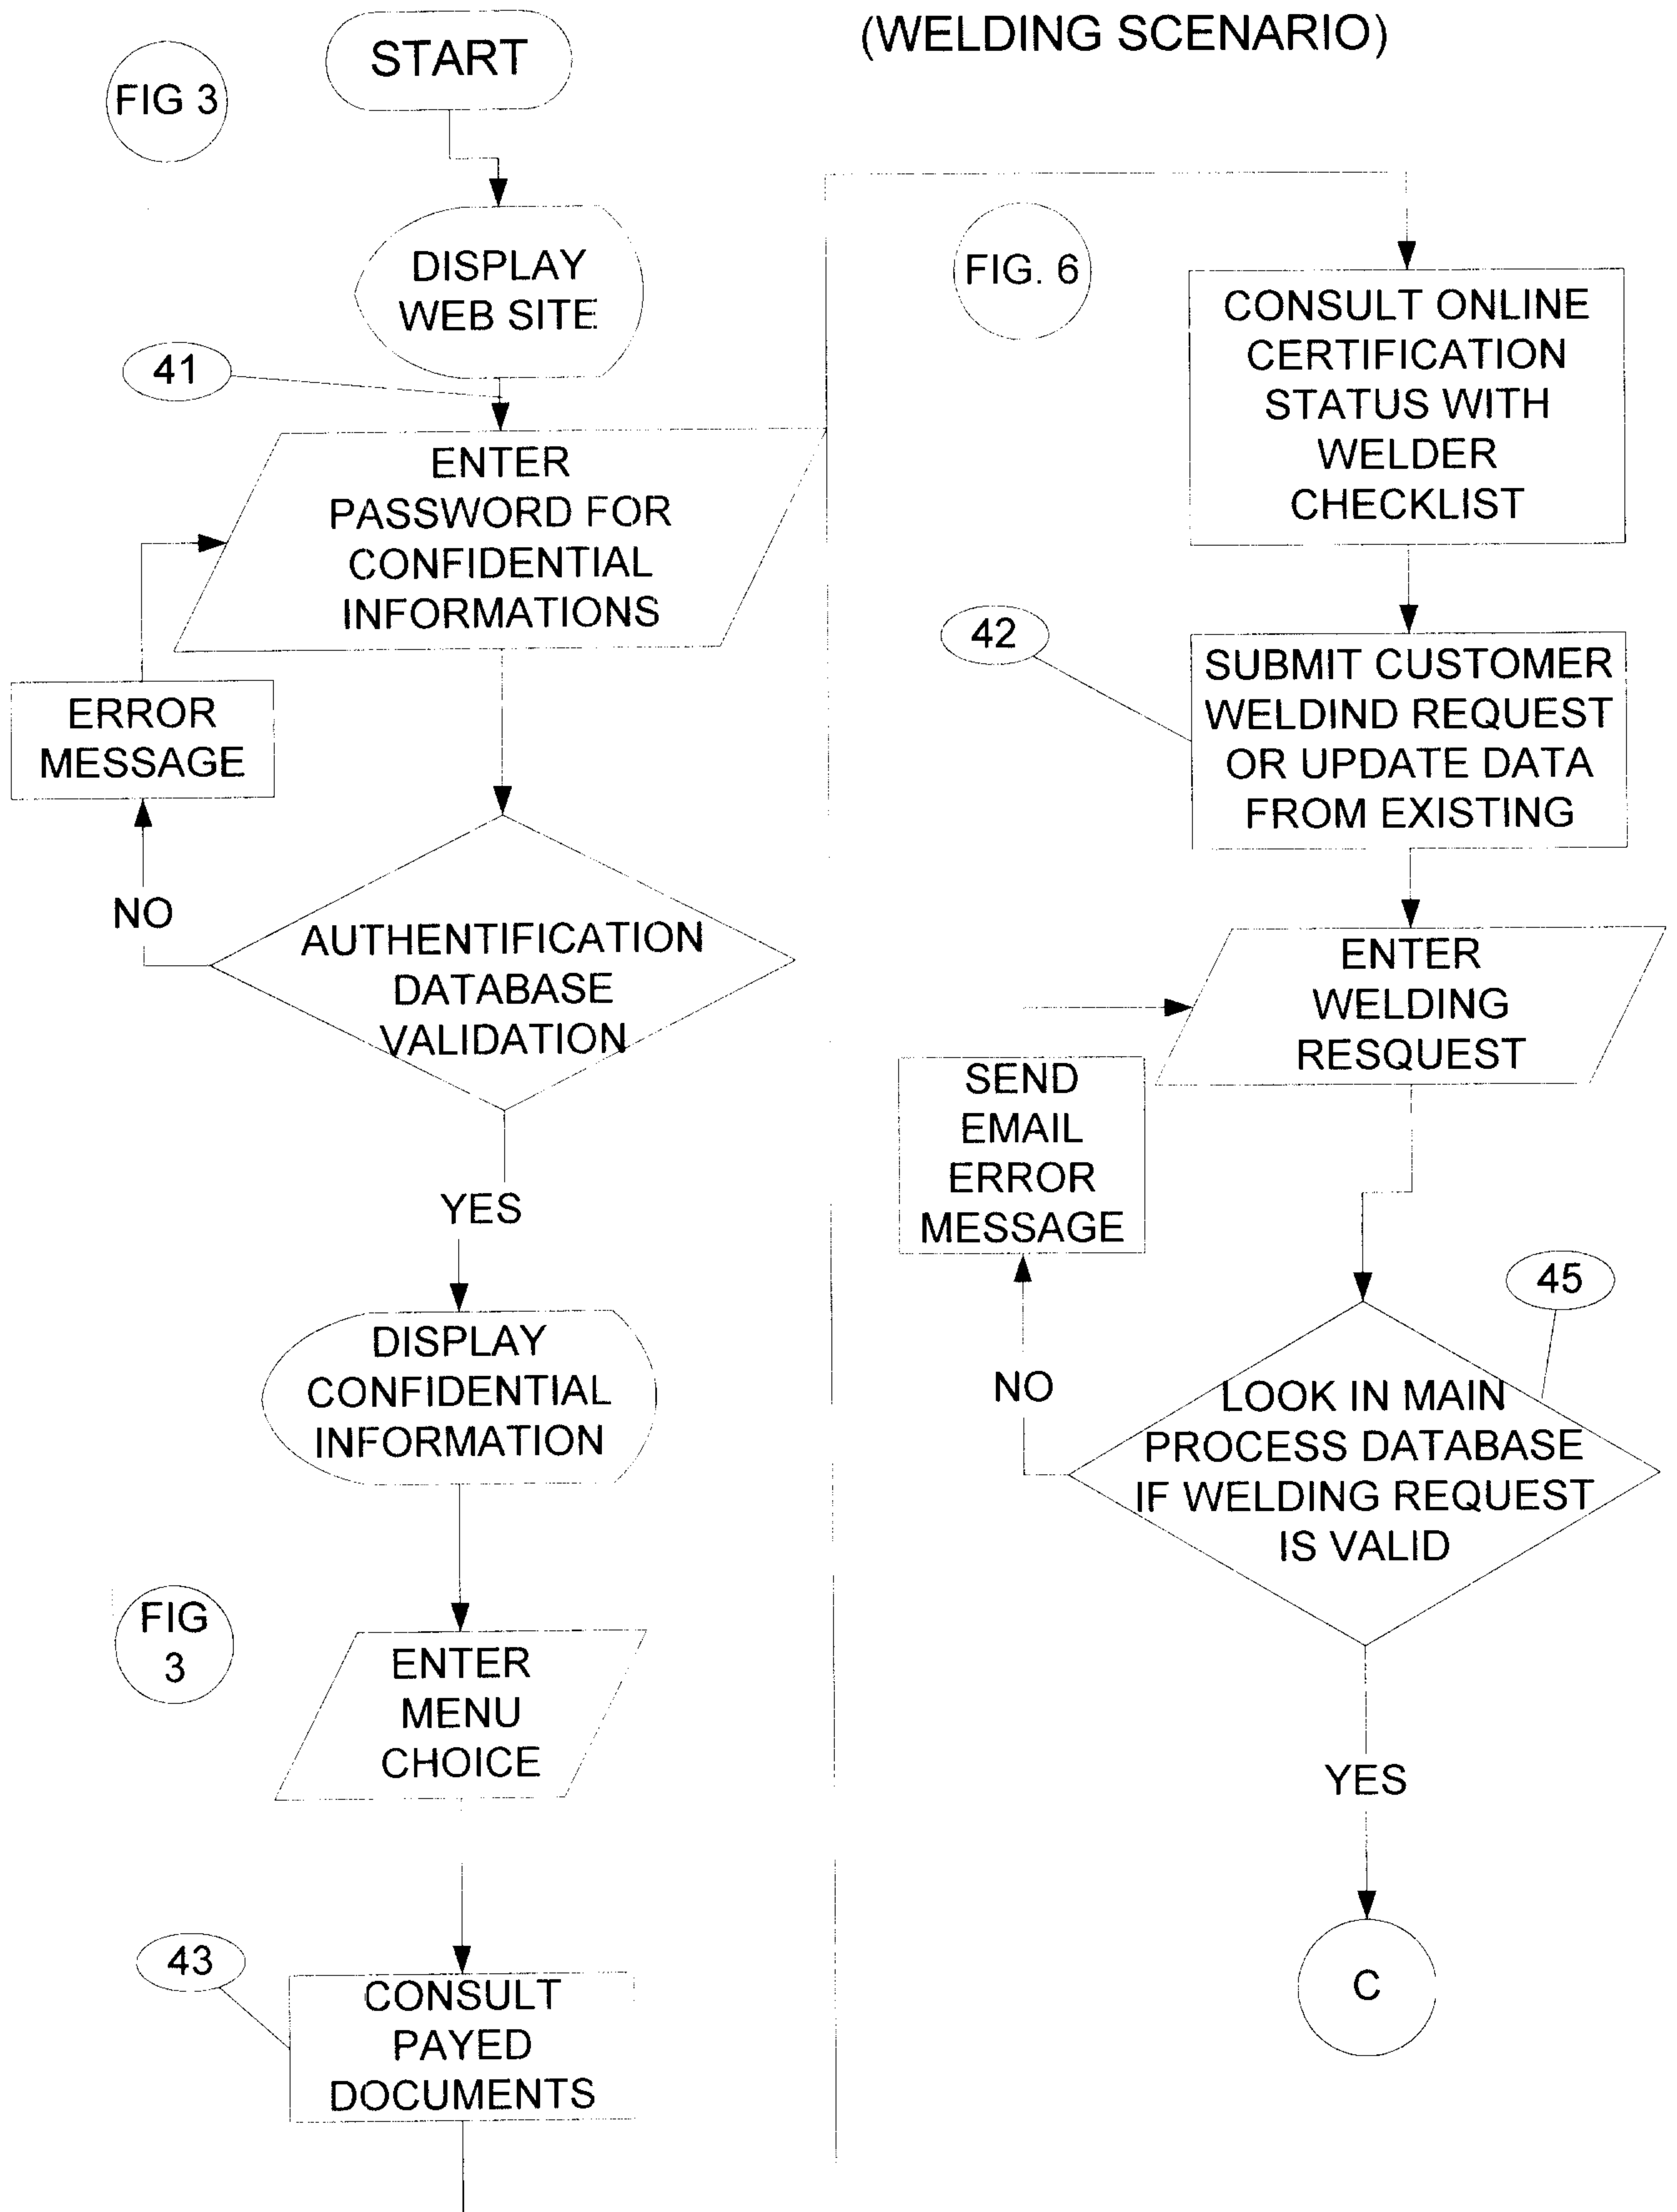 (WELDING SCENARIO)
START
FIG 3
DISPLAY
WEB SITE
41
ENTER
PASSWORD FOR
CONFIDENTIAL
INFORMATIONS
ERROR
MESSAGE
NO
AUTHENTIFICATION
DATABASE
VALIDATION
YES
DISPLAY
CONFIDENTIAL
INFORMATION
FIG
3
ENTER
MENU
CHOICE
43
CONSULT
PAYED
DOCUMENTS
FIG. 6
CONSULT ONLINE
CERTIFICATION
STATUS WITH
WELDER
CHECKLIST
42
SUBMIT CUSTOMER
WELDIND REQUEST
OR UPDATE DATA
FROM EXISTING
ENTER
WELDING
RESQUEST
SEND
EMAIL
ERROR
MESSAGE
45
NO
LOOK IN MAIN
PROCESS DATABASE
IF WELDING REQUEST
IS VALID
YES
C